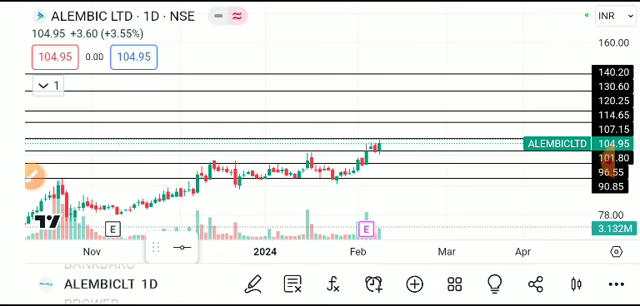 ALEMBIC LTD · 1D · NSE
INR
104.95 +3.60 (+3.55%)
104.95 0.00 104.95
1
160.00
140.20
130.60
120.25
114.65
107.15
ALEMBICLTD 104.95
101.80
96.55
90.85
78.00
3.132M
E E
Nov 2024 Feb Mar Apr
ALEMBICLT 1D